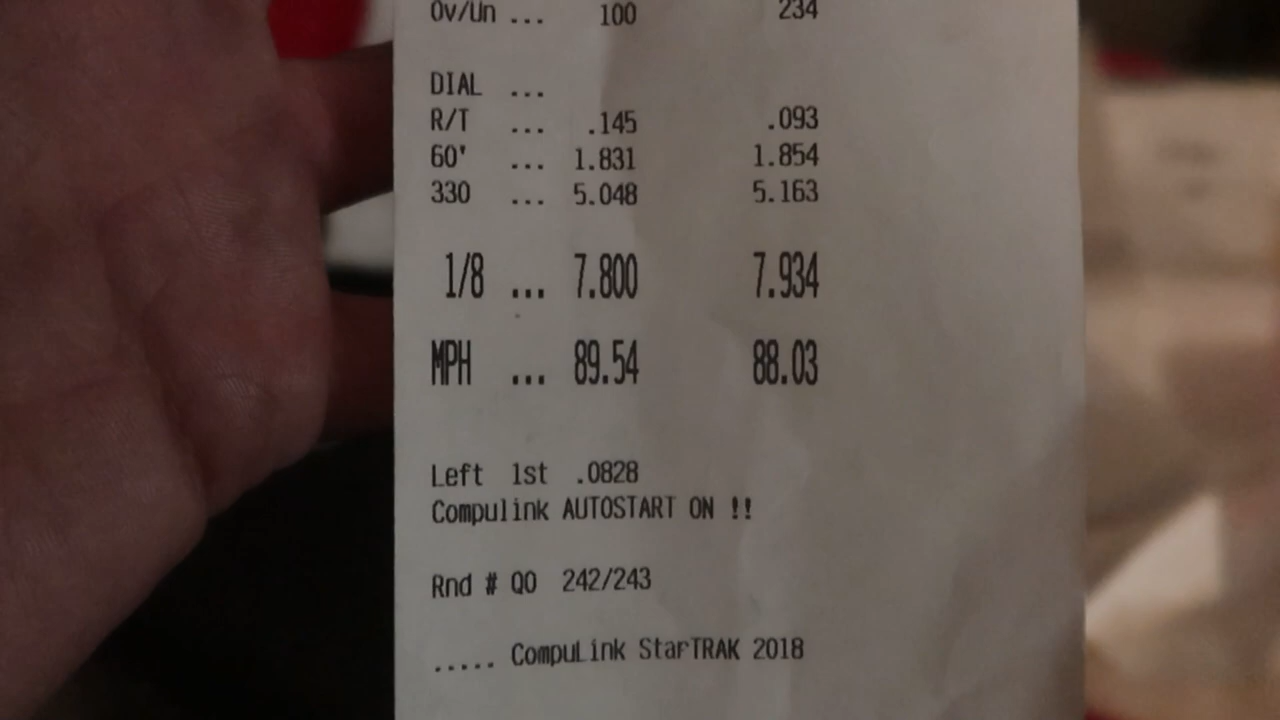 Ov/Un ... 100 234
DIAL ...
R/T ... .145 .093
60' ... 1.831 1.854
330 ... 5.048 5.163
1/8 ... 7.800 7.934
MPH ... 89.54 88.03
Left 1st .0828
Compulink AUTOSTART ON !!
Rnd # Q0 242/243
..... CompuLink StarTRAK 2018